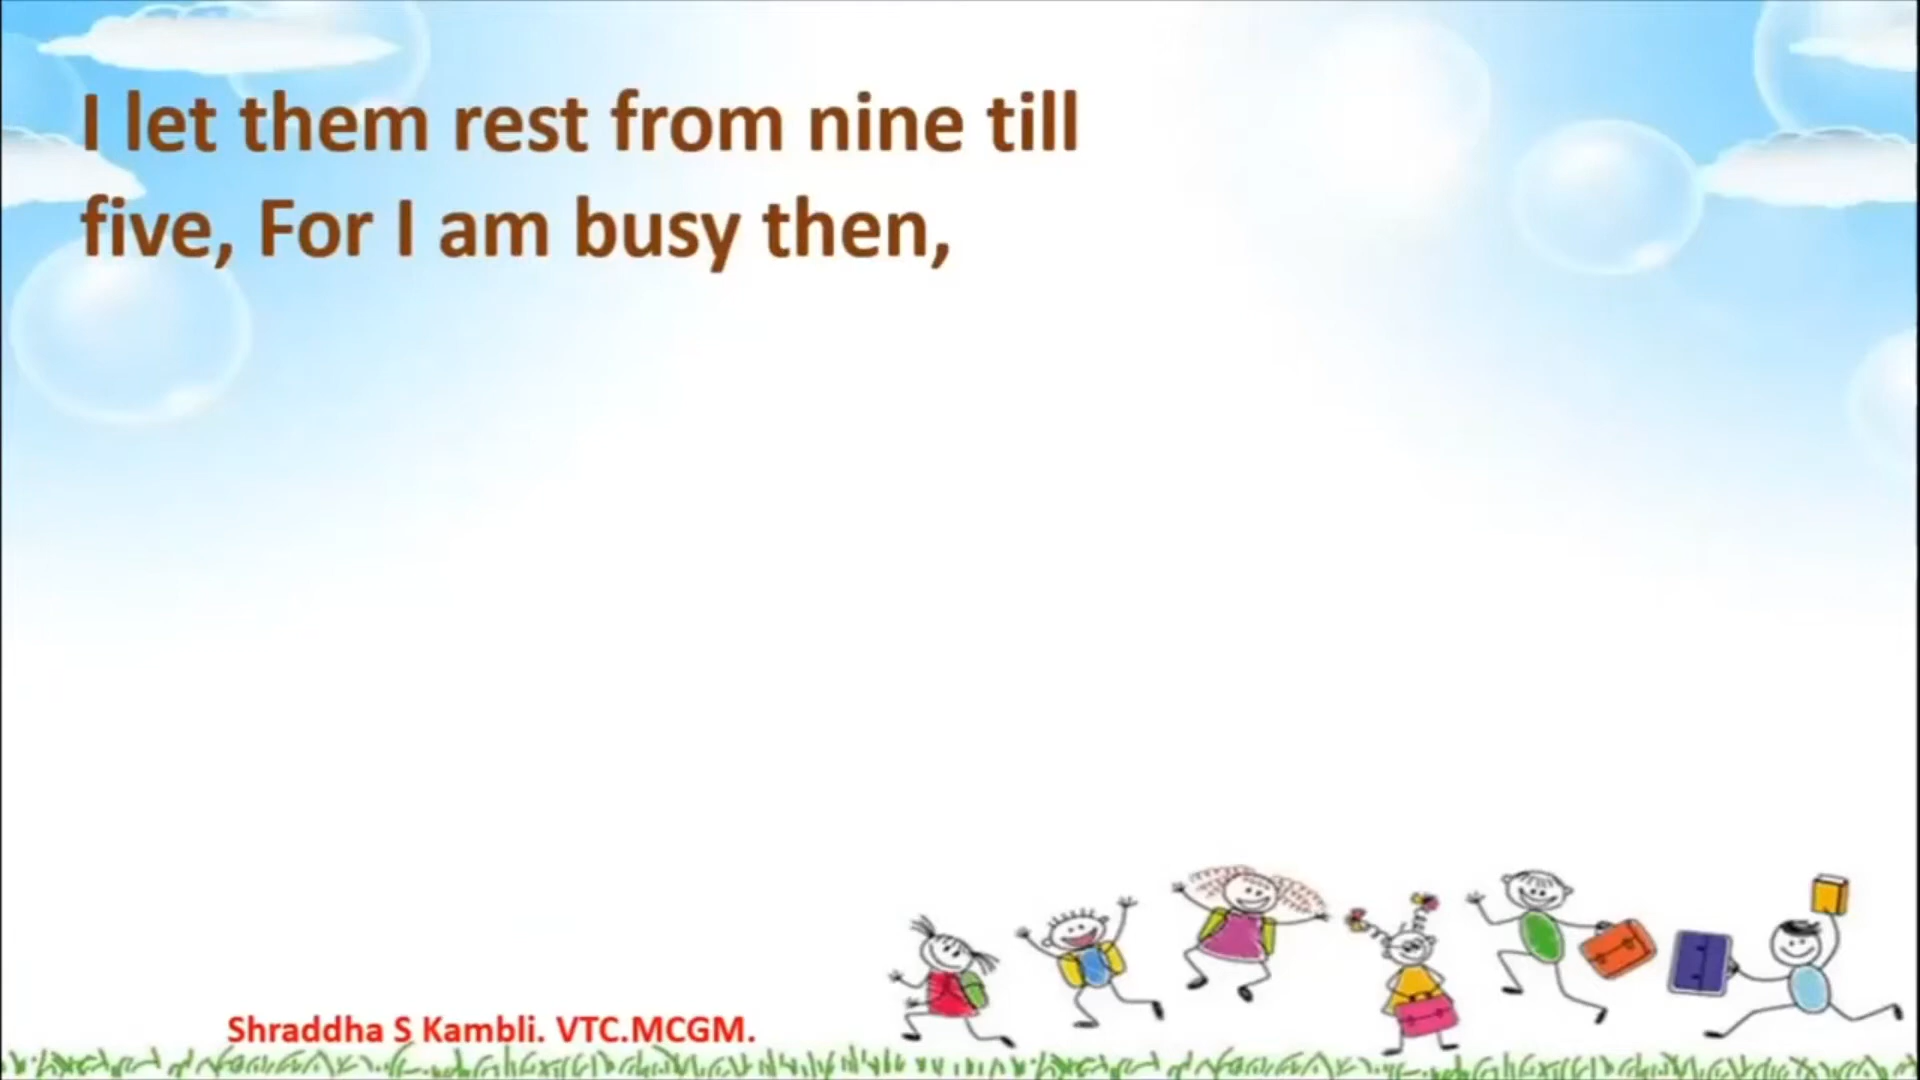 I let them rest from nine till
five, For I am busy then,
Shraddha S Kambli. VTC.MCGM.